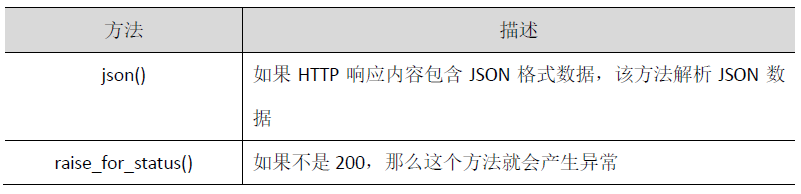 方法 描述
json() 如果 HTTP 响应内容包含 JSON 格式数据，该方法解析 JSON 数
据
raise_for_status() 如果不是 200，那么这个方法就会产生异常